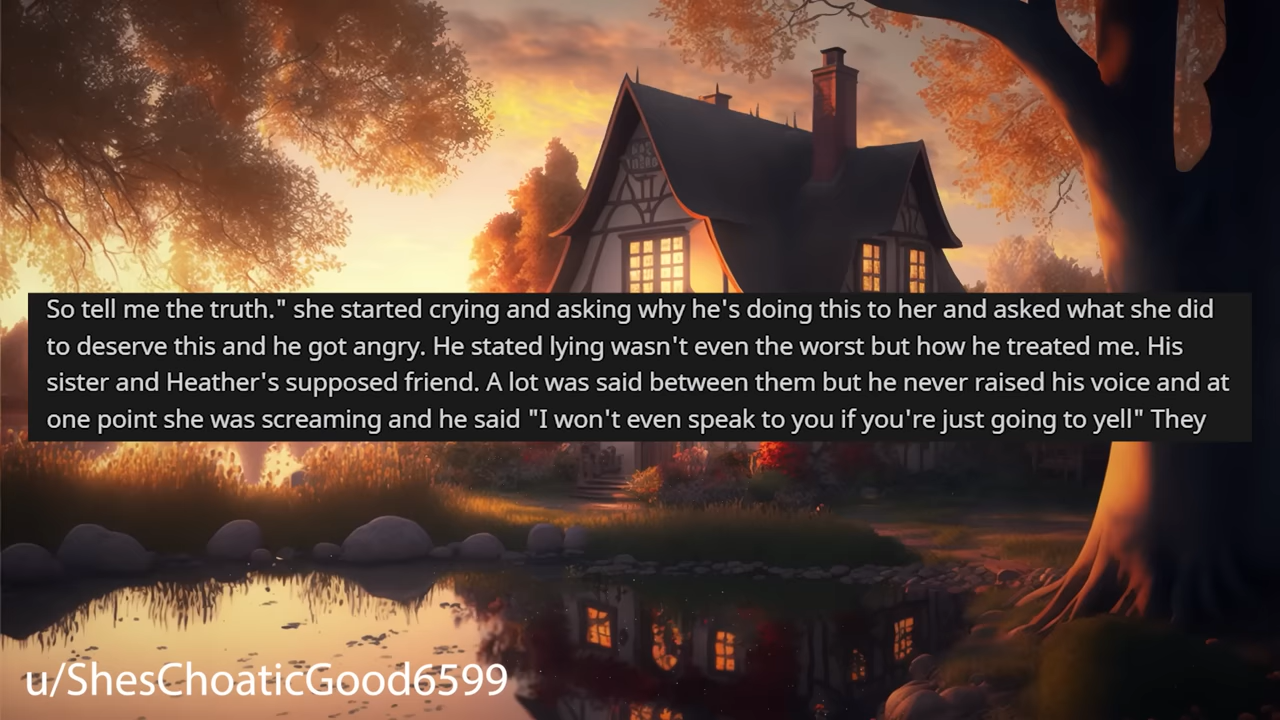 So tell me the truth." she started crying and asking why he's doing this to her and asked what she did
to deserve this and he got angry. He stated lying wasn't even the worst but how he treated me. His
sister and Heather's supposed friend. A lot was said between them but he never raised his voice and at
one point she was screaming and he said "I won't even speak to you if you're just going to yell" They
u/ShesChoaticGood6599